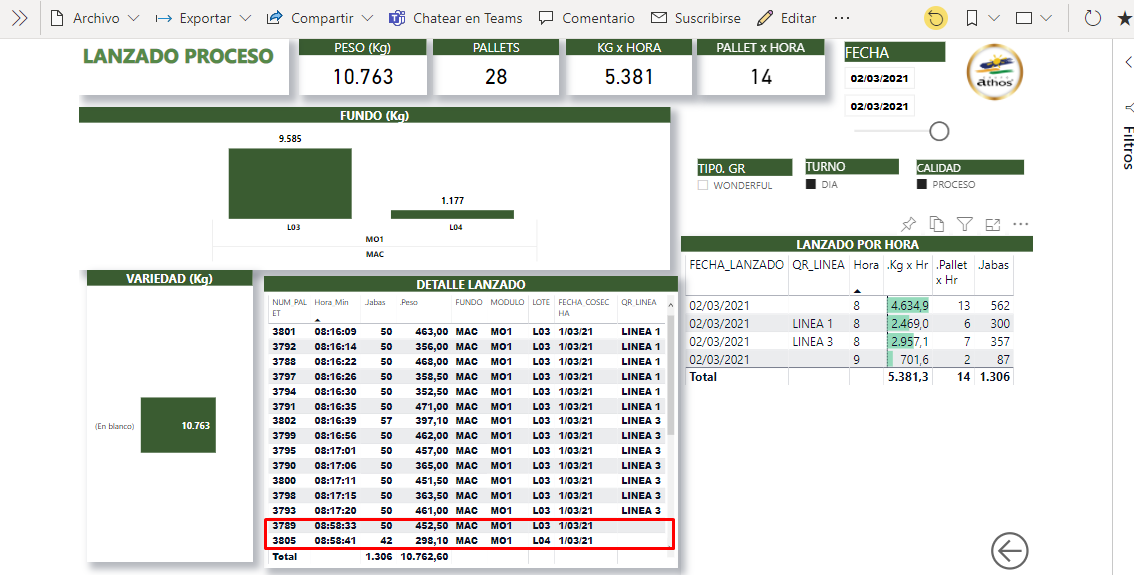 Archivo Exportar Compartir Chatear en Teams Comentario Suscribirse Editar ...
LANZADO PROCESO
PESO (Kg)
10.763
PALLETS
28
KG x HORA
5.381
PALLET x HORA
14
FECHA
02/03/2021
02/03/2021
athos
Filtros
FUNDO (Kg)
9.585
1.177
L03 L04
MO1
MAC
TIP0. GR
WONDERFUL
TURNO
DIA
CALIDAD
PROCESO
VARIEDAD (Kg)
(En blanco) 10.763
DETALLE LANZADO
NUM_PAL Hora Min Jabas .Peso FUNDO MODULO LOTE FECHA_COSEC QR_LINEA
ET HA
3801 08:16:09 50 463,00 MAC MO1 L03 1/03/21 LINEA 1
3792 08:16:14 50 356,00 MAC MO1 L03 1/03/21 LINEA 1
3788 08:16:22 50 468,00 MAC MO1 L03 1/03/21 LINEA 1
3797 08:16:26 50 358,50 MAC MO1 L03 1/03/21 LINEA 1
3794 08:16:30 50 352,50 MAC MO1 L03 1/03/21 LINEA 1
3791 08:16:35 50 471,00 MAC MO1 L03 1/03/21 LINEA 1
3802 08:16:39 57 397,10 MAC MO1 L03 1/03/21 LINEA 3
3799 08:16:56 50 462,00 MAC MO1 L03 1/03/21 LINEA 3
3795 08:17:01 50 457,00 MAC MO1 L03 1/03/21 LINEA 3
3790 08:17:06 50 365,00 MAC MO1 L03 1/03/21 LINEA 3
3800 08:17:11 50 451,50 MAC MO1 L03 1/03/21 LINEA 3
3798 08:17:15 50 363,50 MAC MO1 L03 1/03/21 LINEA 3
3793 08:17:20 50 461,00 MAC MO1 L03 1/03/21 LINEA 3
3789 08:58:33 50 452,50 MAC MO1 L03 1/03/21
3805 08:58:41 42 298,10 MAC MO1 L04 1/03/21
Total 1.306 10.762,60
LANZADO POR HORA
FECHA_LANZADO QR_LINEA Hora .Kg x Hr .Pallet .Jabas
x Hr
02/03/2021 8 4.634,9 13 562
02/03/2021 LINEA 1 8 2.469,0 6 300
02/03/2021 LINEA 3 8 2.957,1 7 357
02/03/2021 9 701,6 2 87
Total 5.381,3 14 1.306